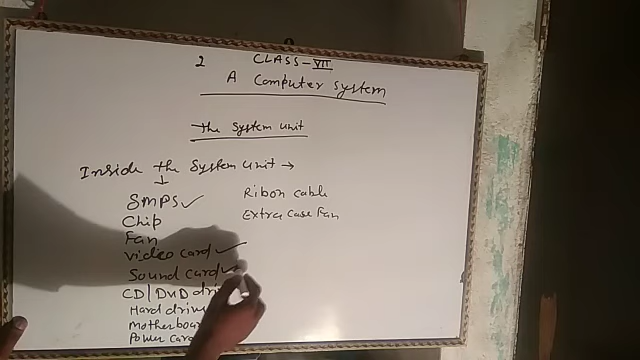 2 CLASS-VII
A Computer System
The System Unit
Inside the System Unit →
↓
SMPS ✓
Ribon cable
Chip
Extra Case Fan
Fan
Video card ✓
Sound card ✓
CD/DVD
Hard
Power